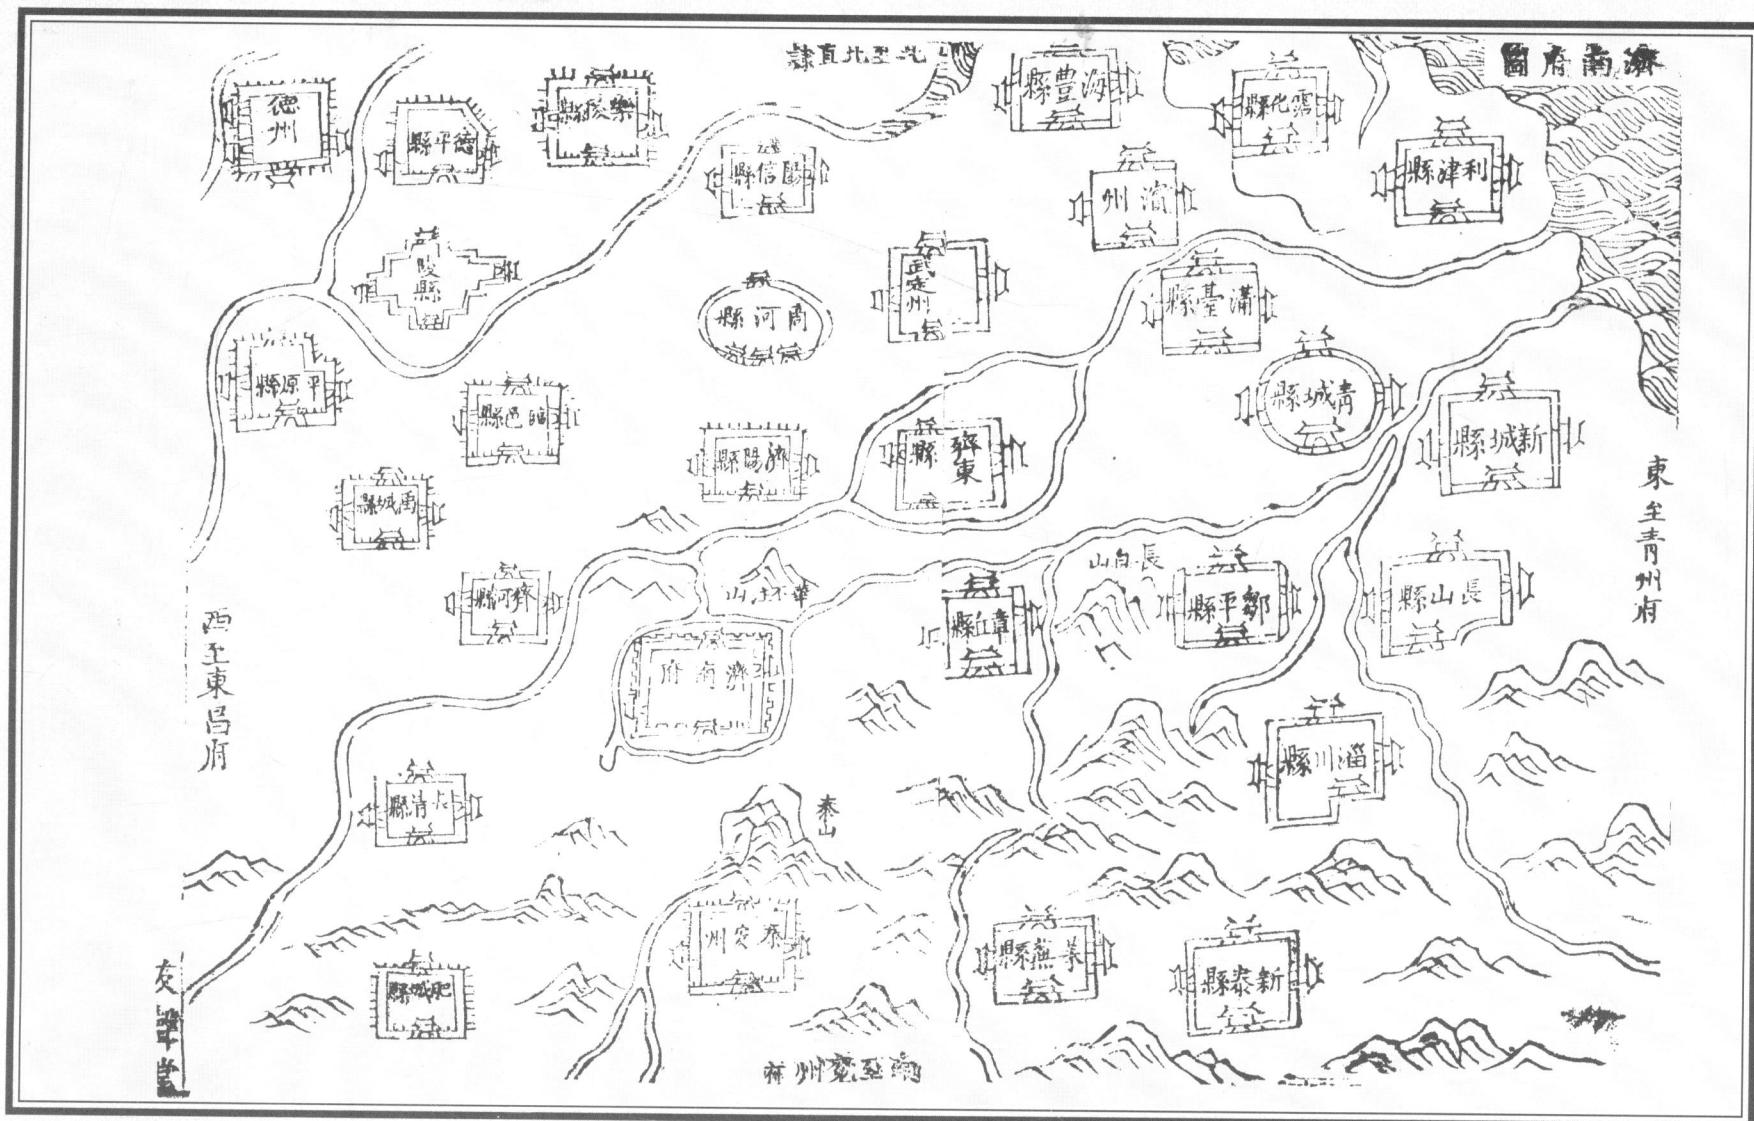 濟南府圖
北至北直隷
海豐縣
霑化縣
利津縣
德州
德平縣
樂陵縣
陽信縣
濱州
陵縣
武定州
蒲臺縣
商河縣
平原縣
臨邑縣
濟陽縣
齊東縣
青城縣
新城縣
禹城縣
東至青州府
齊河縣
華不注山
長白山
章丘縣
鄒平縣
長山縣
西至東昌府
濟南府
淄川縣
長清縣
泰山
肥城縣
泰安州
萊蕪縣
新泰縣
南至兗州府